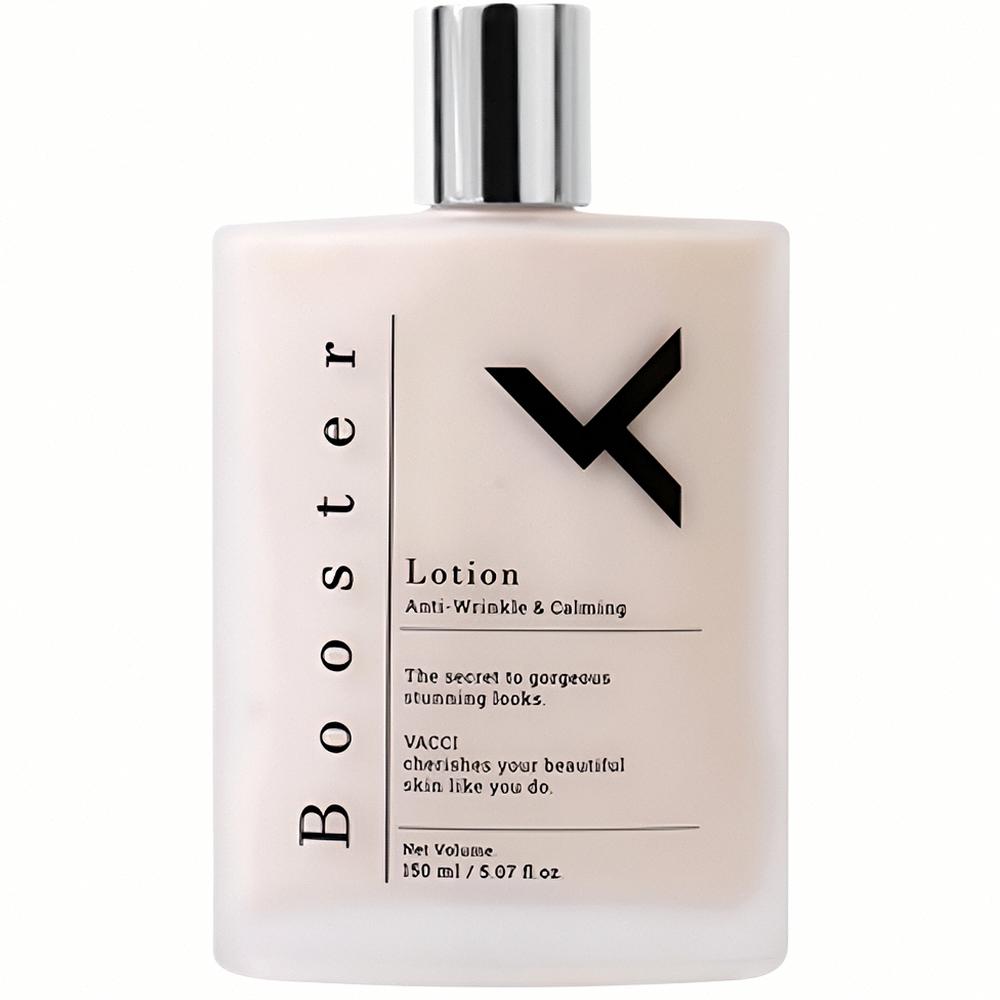 Booster
Lotion
Anti-Wrinkle & Calming
The secret to gorgeous
stunning looks.
VACCI
cherishes your beautiful
skin like you do.
Net Volume
150 ml / 5.07 fl oz